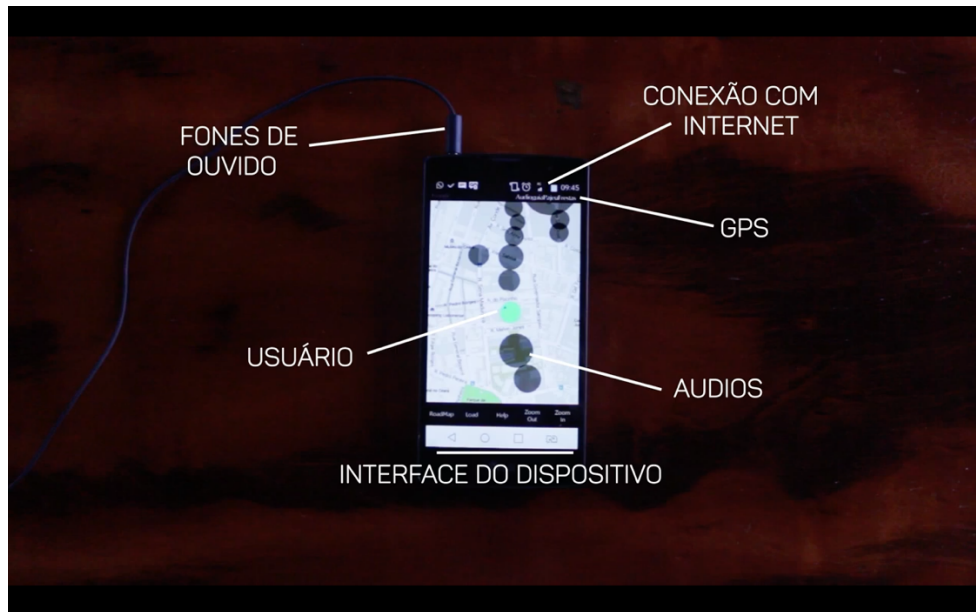 CONEXÃO COM
INTERNET
FONES DE
OUVIDO
09:45
GPS
USUÁRIO
AUDIOS
RoadMap Load Help Zoom Out Zoom In
INTERFACE DO DISPOSITIVO